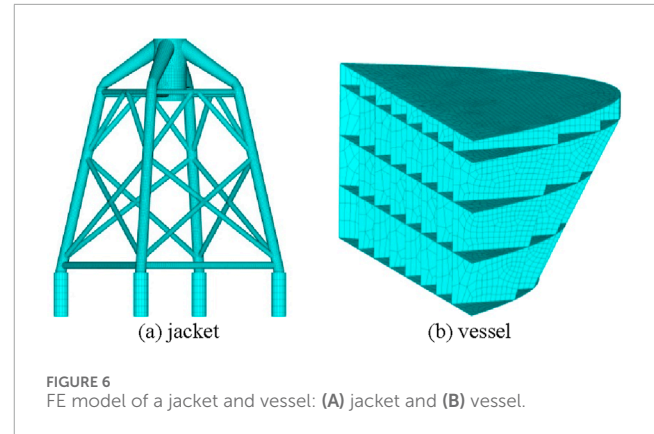 (a) jacket
(b) vessel
FIGURE 6
FE model of a jacket and vessel: (A) jacket and (B) vessel.